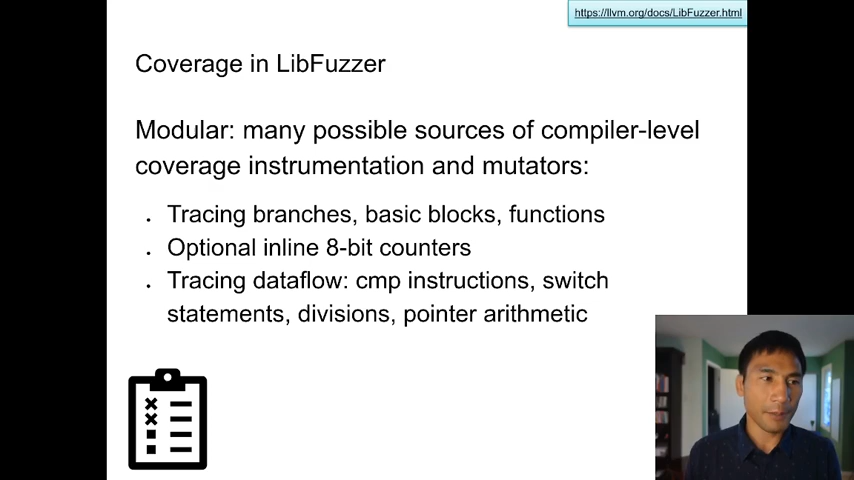 https://llvm.org/docs/LibFuzzer.html
Coverage in LibFuzzer
Modular: many possible sources of compiler-level
coverage instrumentation and mutators:
. Tracing branches, basic blocks, functions
. Optional inline 8-bit counters
. Tracing dataflow: cmp instructions, switch
statements, divisions, pointer arithmetic